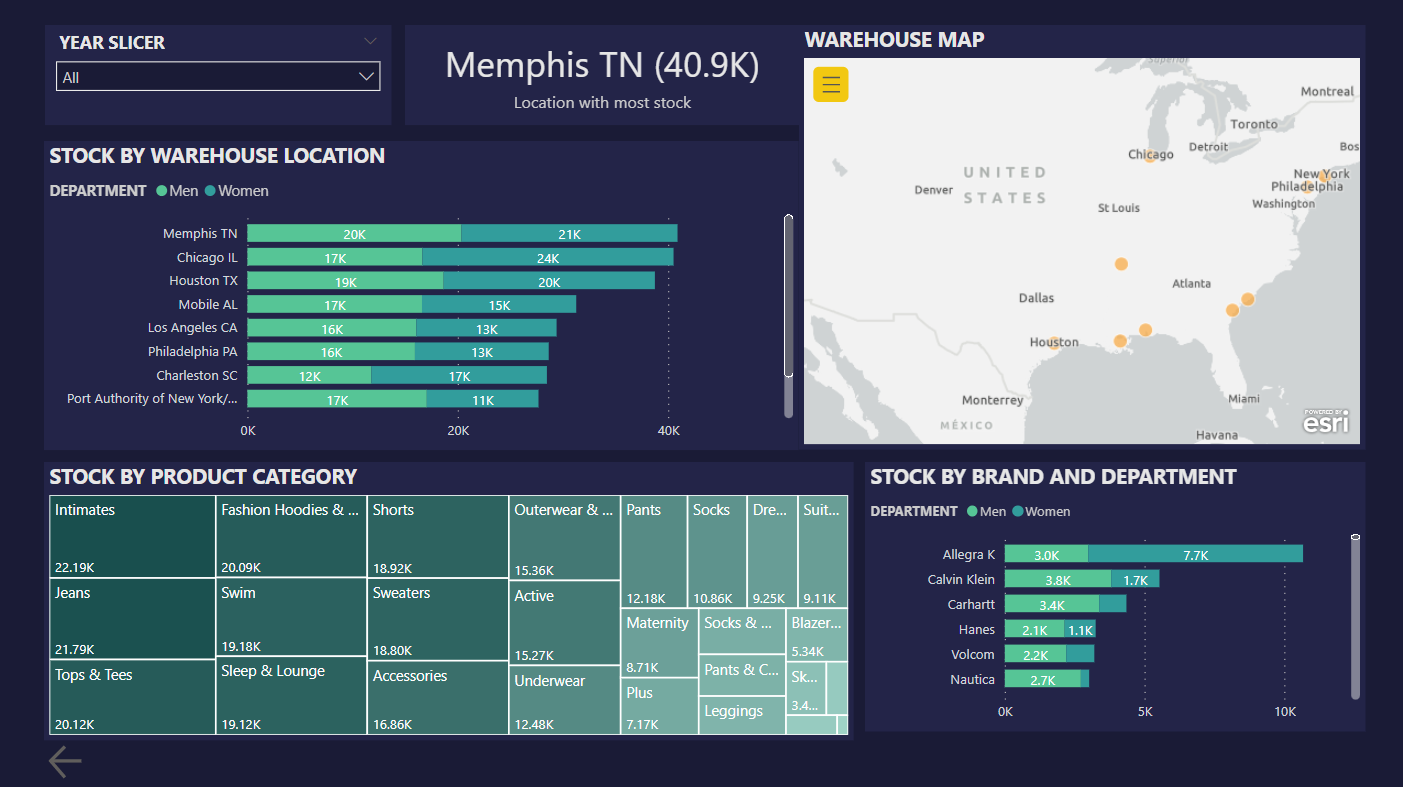 YEAR SLICER
All
Memphis TN (40.9K)
Location with most stock
WAREHOUSE MAP
Superior
Montreal
Toronto
Chicago
Detroit
Bos
UNITED
STATES
Denver
New York
Philadelphia
Washington
St Louis
Atlanta
Dallas
Houston
Monterrey
Miami
MÉXICO
Havana
POWERED BY
esri
STOCK BY WAREHOUSE LOCATION
DEPARTMENT Men Women
Memphis TN 20K 21K
Chicago IL 17K 24K
Houston TX 19K 20K
Mobile AL 17K 15K
Los Angeles CA 16K 13K
Philadelphia PA 16K 13K
Charleston SC 12K 17K
Port Authority of New York/... 17K 11K
0K 20K 40K
STOCK BY PRODUCT CATEGORY
Intimates
22.19K
Jeans
21.79K
Tops & Tees
20.12K
Fashion Hoodies & ...
20.09K
Swim
19.18K
Sleep & Lounge
19.12K
Shorts
18.92K
Sweaters
18.80K
Accessories
16.86K
Outerwear & ...
15.36K
Active
15.27K
Underwear
12.48K
Pants
12.18K
Socks
10.86K
Dre...
9.25K
Suit...
9.11K
Maternity
8.71K
Plus
7.17K
Socks & ...
Pants & C...
Leggings
Blazer...
5.34K
Sk...
3.4...
STOCK BY BRAND AND DEPARTMENT
DEPARTMENT Men Women
Allegra K 3.0K 7.7K
Calvin Klein 3.8K 1.7K
Carhartt 3.4K
Hanes 2.1K 1.1K
Volcom 2.2K
Nautica 2.7K
0K 5K 10K